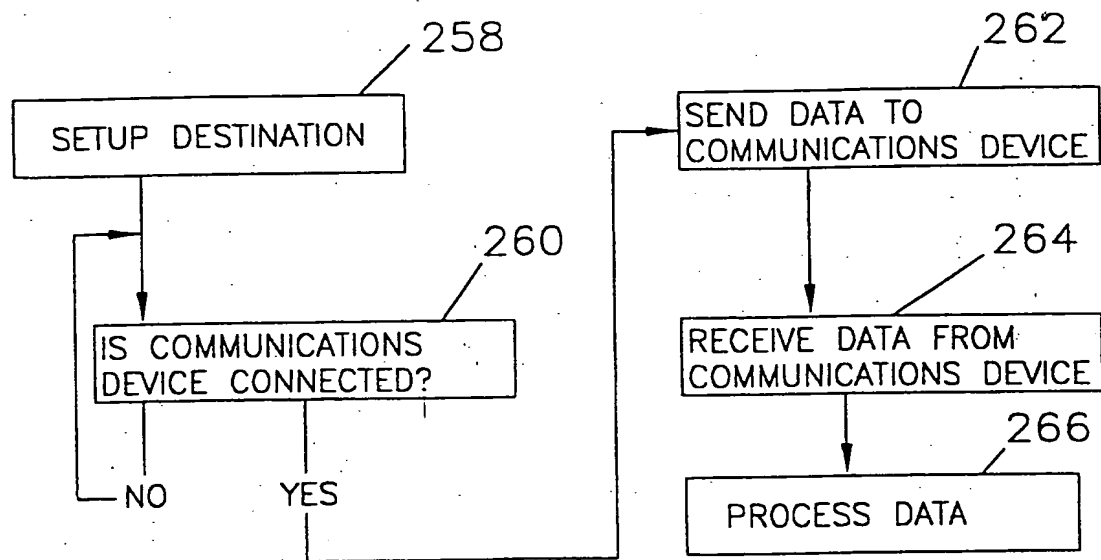 258
SETUP DESTINATION
260
IS COMMUNICATIONS
DEVICE CONNECTED?
NO
YES
262
SEND DATA TO
COMMUNICATIONS DEVICE
264
RECEIVE DATA FROM
COMMUNICATIONS DEVICE
266
PROCESS DATA